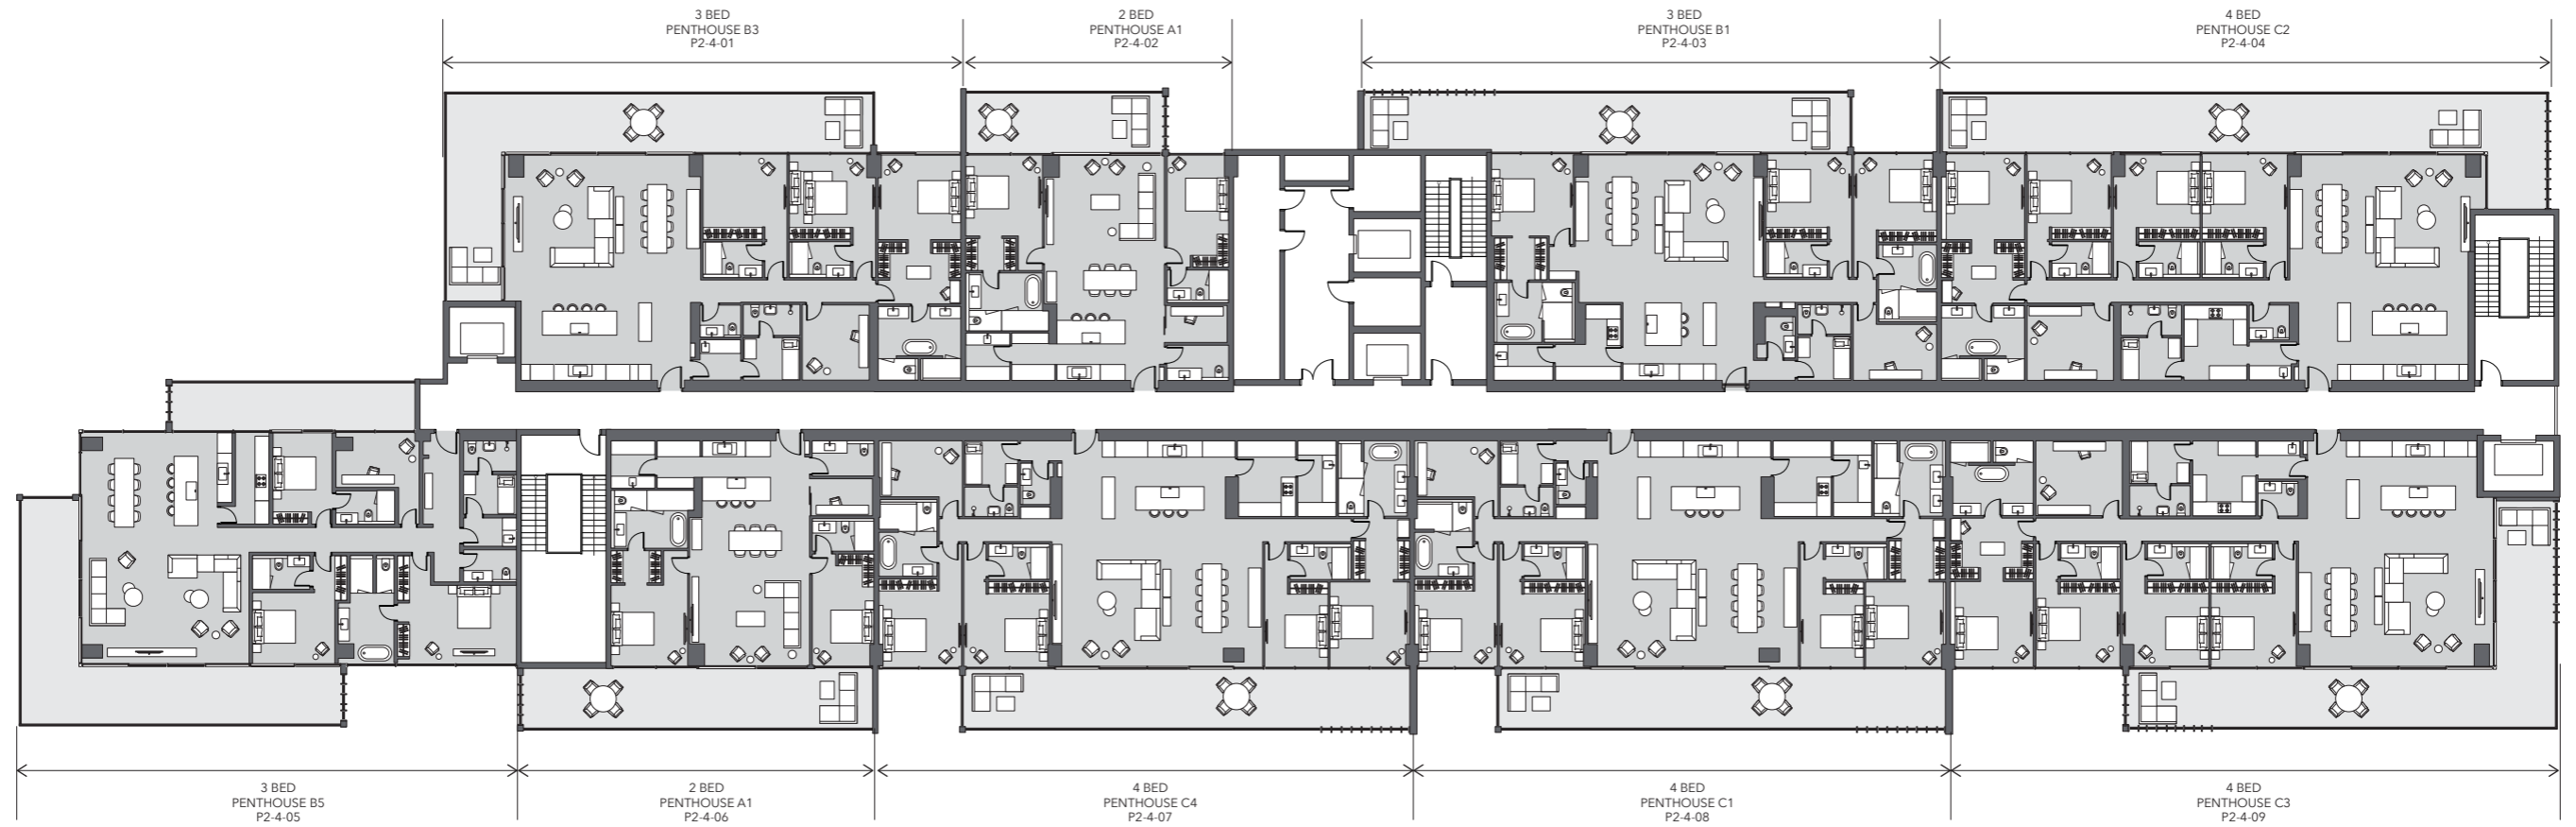 3 BED
PENTHOUSE B3
P2-4-01
2 BED
PENTHOUSE A1
P2-4-02
3 BED
PENTHOUSE B1
P2-4-03
4 BED
PENTHOUSE C2
P2-4-04
3 BED
PENTHOUSE B5
P2-4-05
2 BED
PENTHOUSE A1
P2-4-06
4 BED
PENTHOUSE C4
P2-4-07
4 BED
PENTHOUSE C1
P2-4-08
4 BED
PENTHOUSE C3
P2-4-09